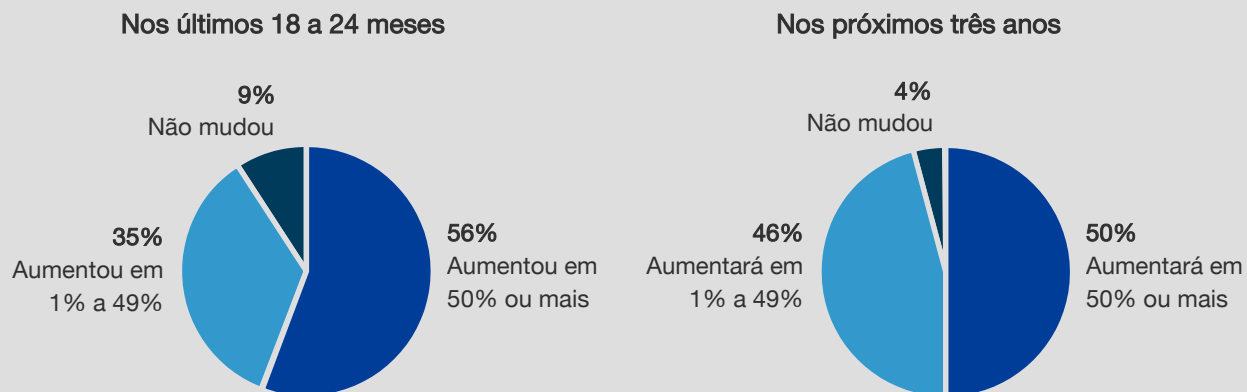 Nos últimos 18 a 24 meses
9%
Não mudou
35%
Aumentou em
1% a 49%
56%
Aumentou em
50% ou mais
Nos próximos três anos
4%
Não mudou
46%
Aumentará em
1% a 49%
50%
Aumentará em
50% ou mais